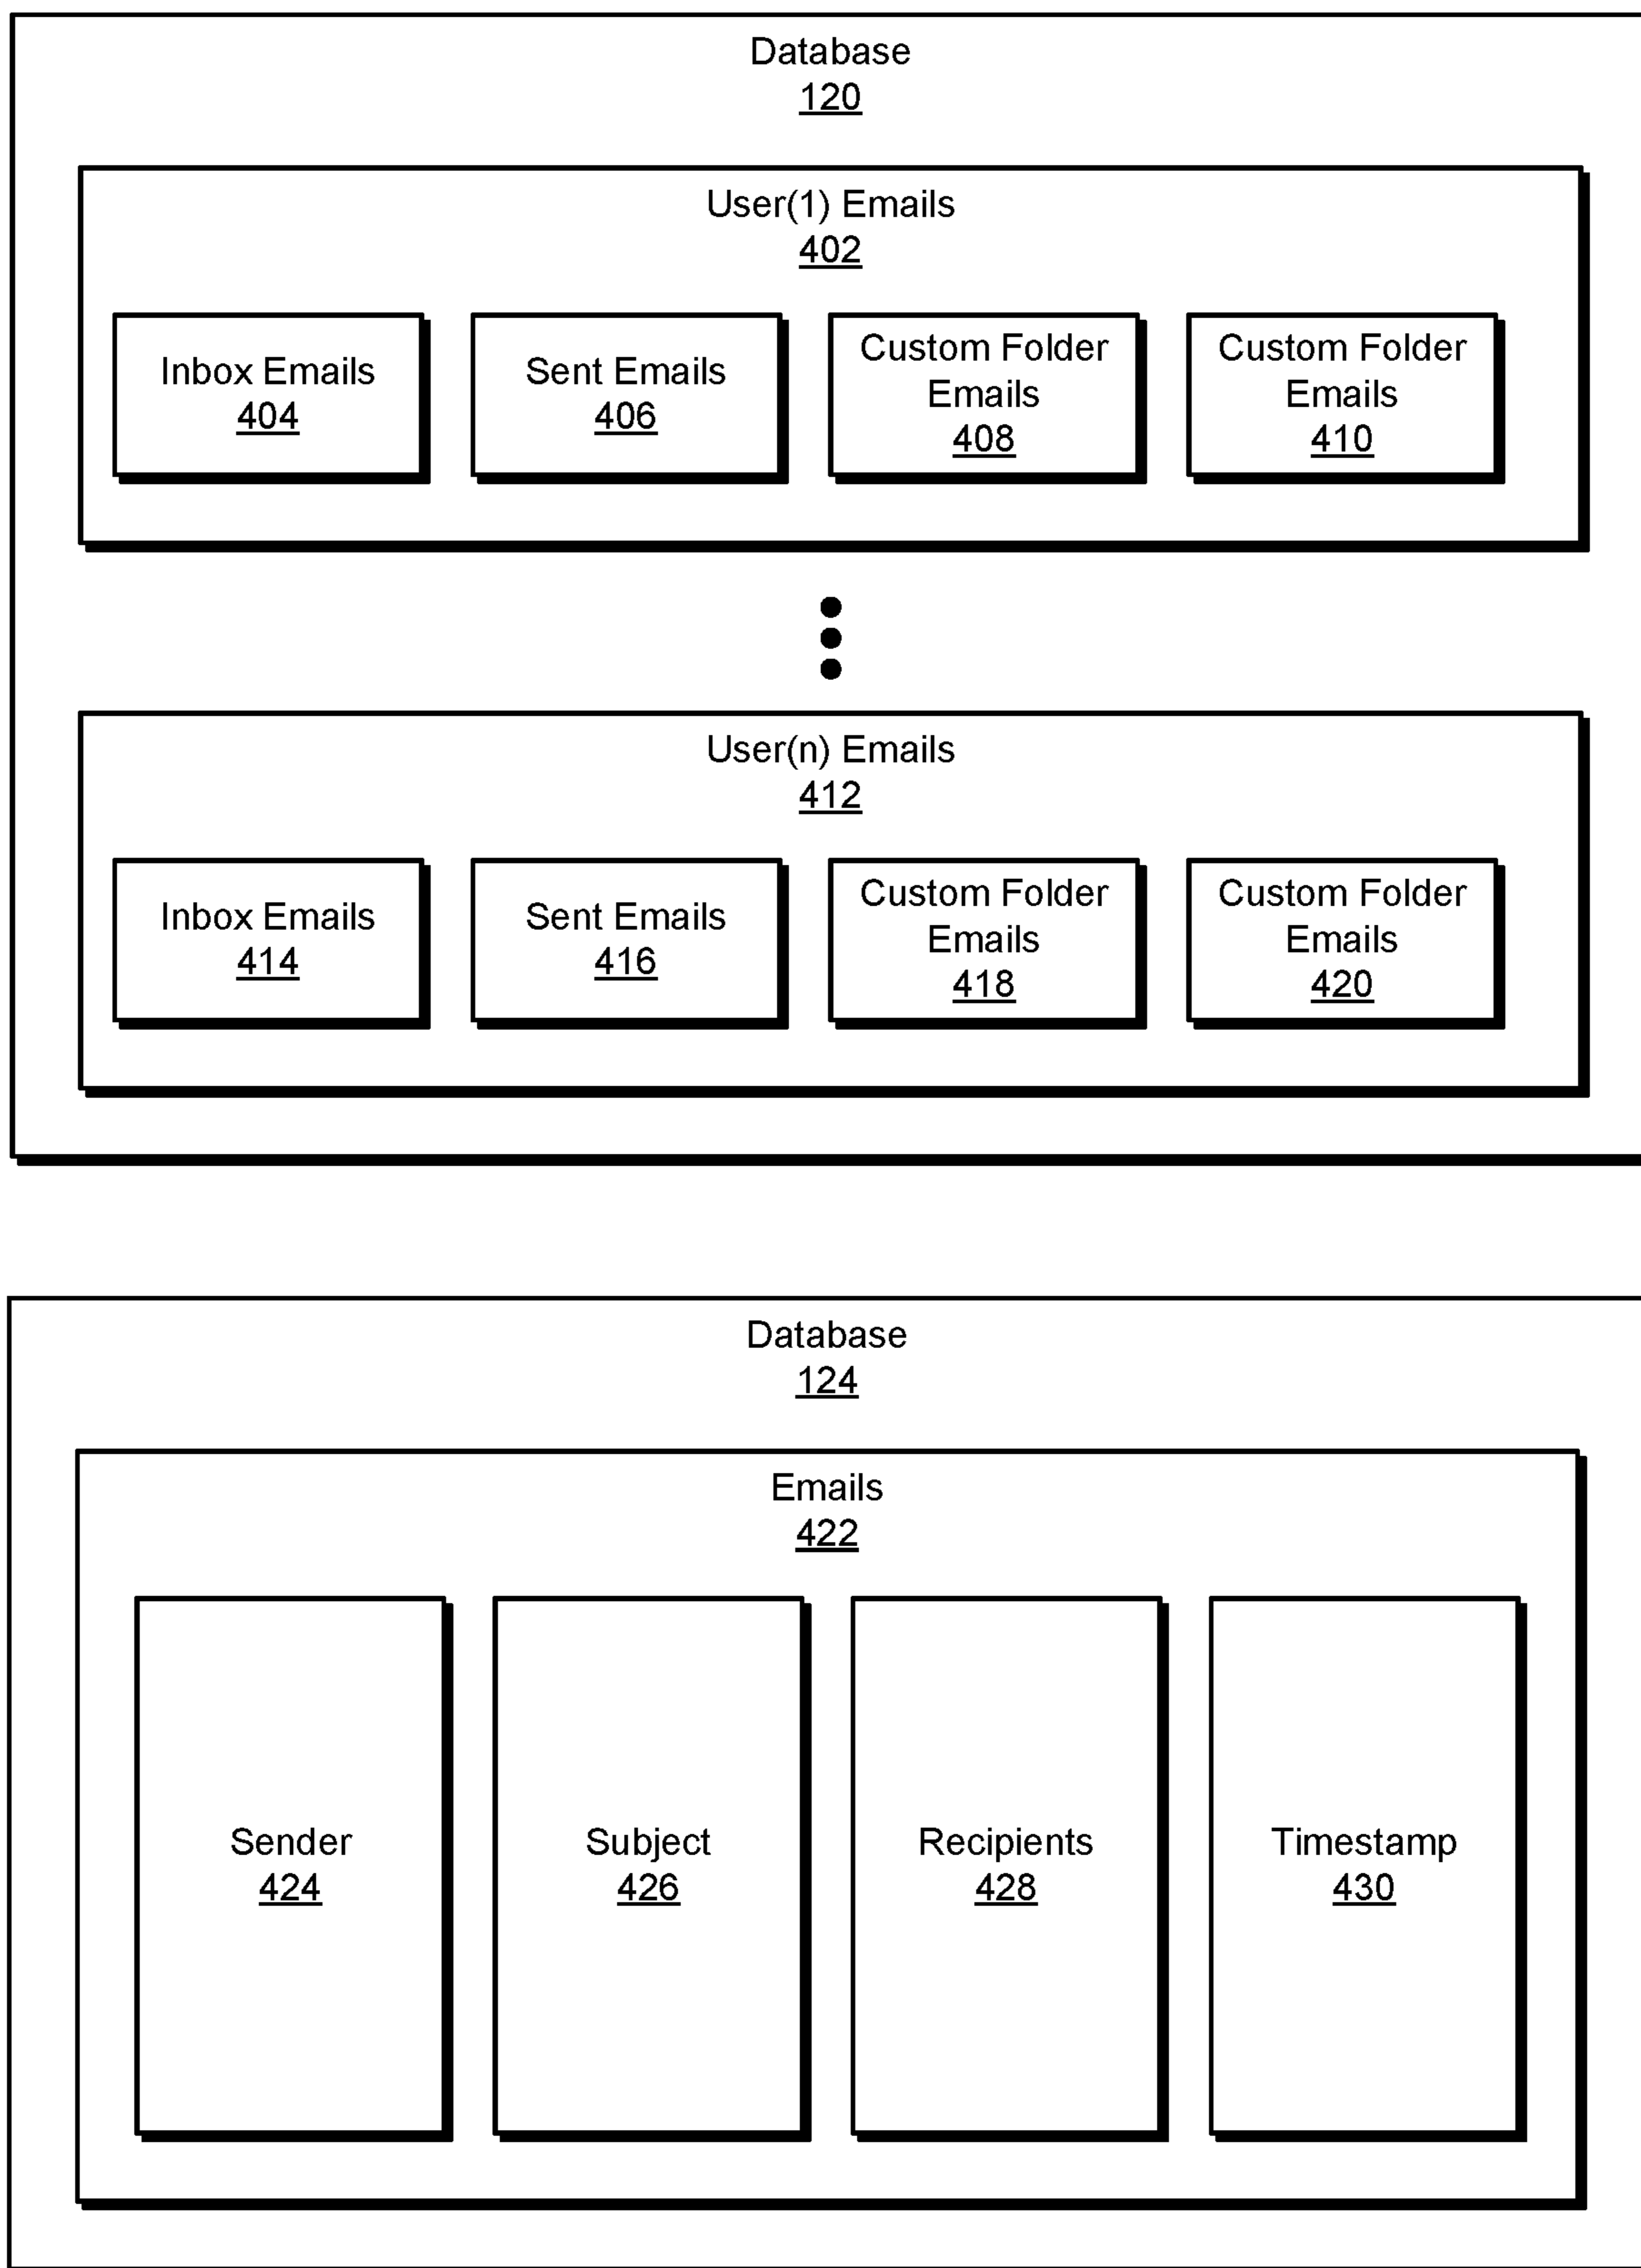 Database
120
User(1) Emails
402
Inbox Emails
404
Sent Emails
406
Custom Folder
Emails
408
Custom Folder
Emails
410
User(n) Emails
412
Inbox Emails
414
Sent Emails
416
Custom Folder
Emails
418
Custom Folder
Emails
420
Database
124
Emails
422
Sender
424
Subject
426
Recipients
428
Timestamp
430